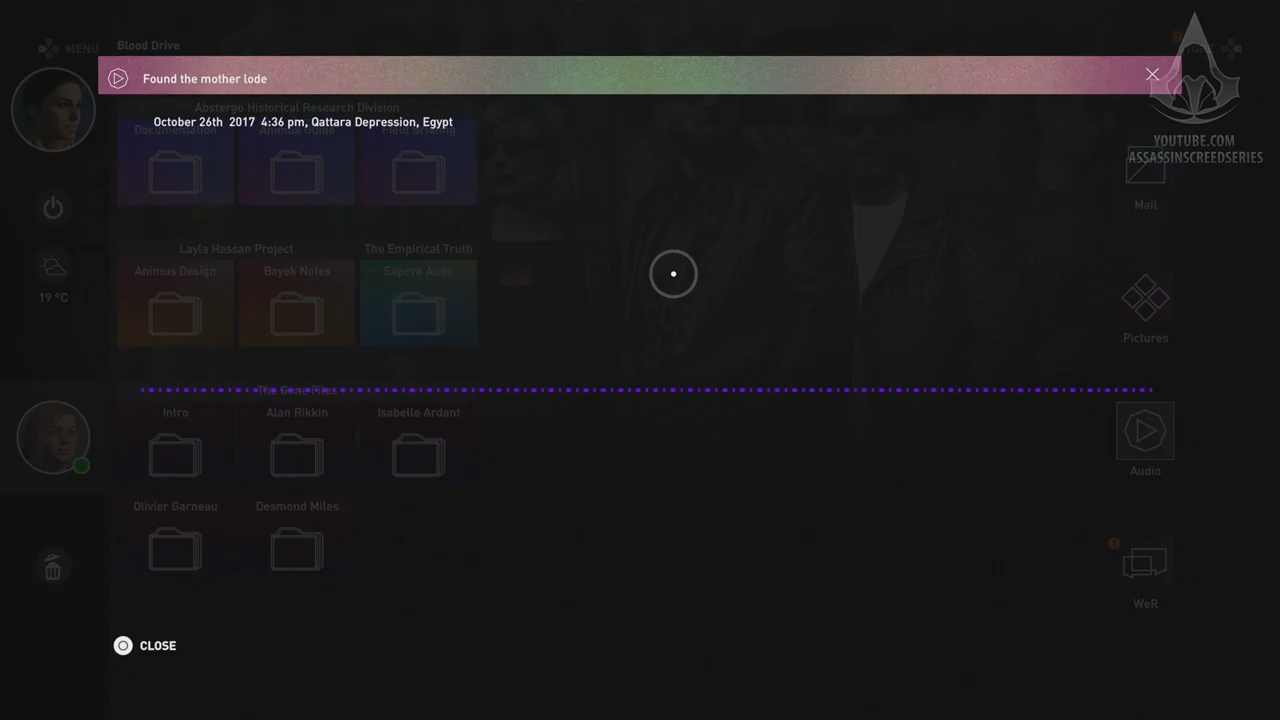 MENU
Blood Drive
Found the mother lode
Abstergo Historical Research Division
October 26th 2017 4:36 pm, Qattara Depression, Egypt
Documentation
Animus Guide
Field Briefing
YOUTUBE.COM
ASSASSINSCREEDSERIES
Mail
Layla Hassan Project
The Empirical Truth
Animus Design
Bayek Notes
Sapere Aude
19 °C
Pictures
The Gone Files
Intro
Alan Rikkin
Isabelle Ardant
Audio
Olivier Garneau
Desmond Miles
WeR
CLOSE